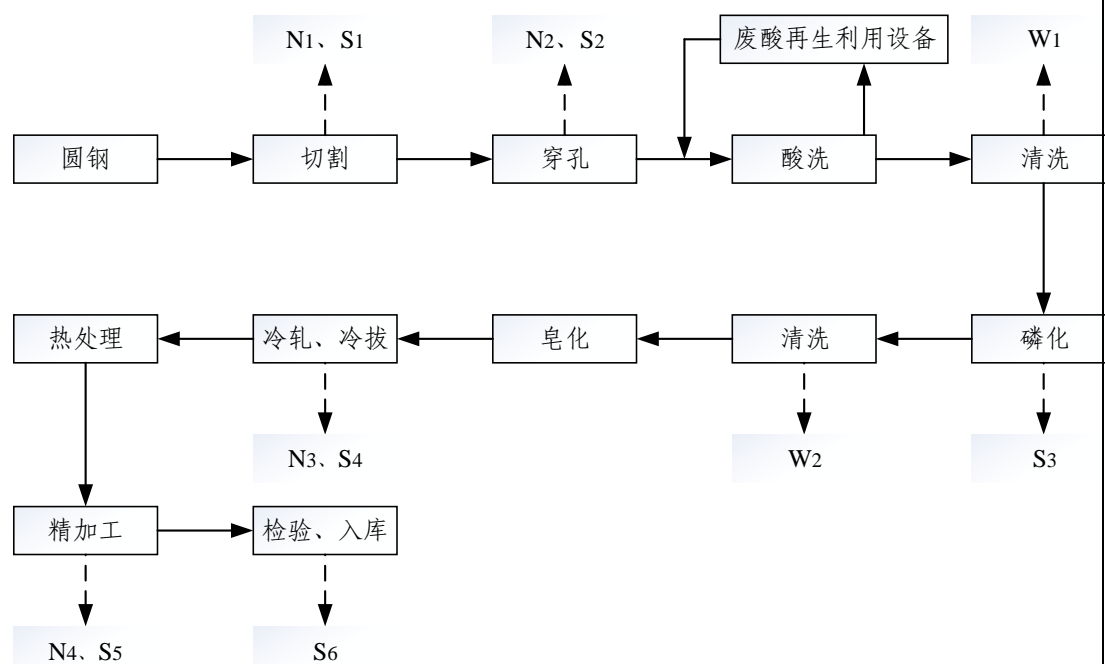 N1、S1
N2、S2
废酸再生利用设备
W1
圆钢
切割
穿孔
酸洗
清洗
热处理
冷轧、冷拔
皂化
清洗
磷化
N3、S4
W2
S3
精加工
检验、入库
N4、S5
S6